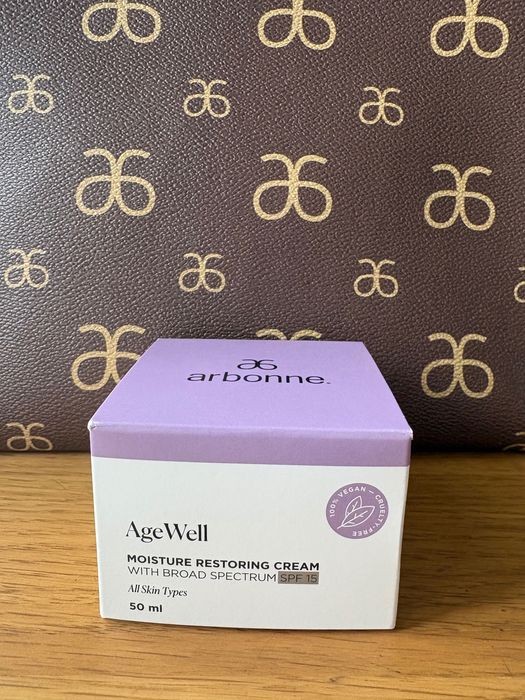 arbonne.
100% VEGAN — CRUELTY-FREE
AgeWell
MOISTURE RESTORING CREAM
WITH BROAD SPECTRUM SPF 15
All Skin Types
50 ml